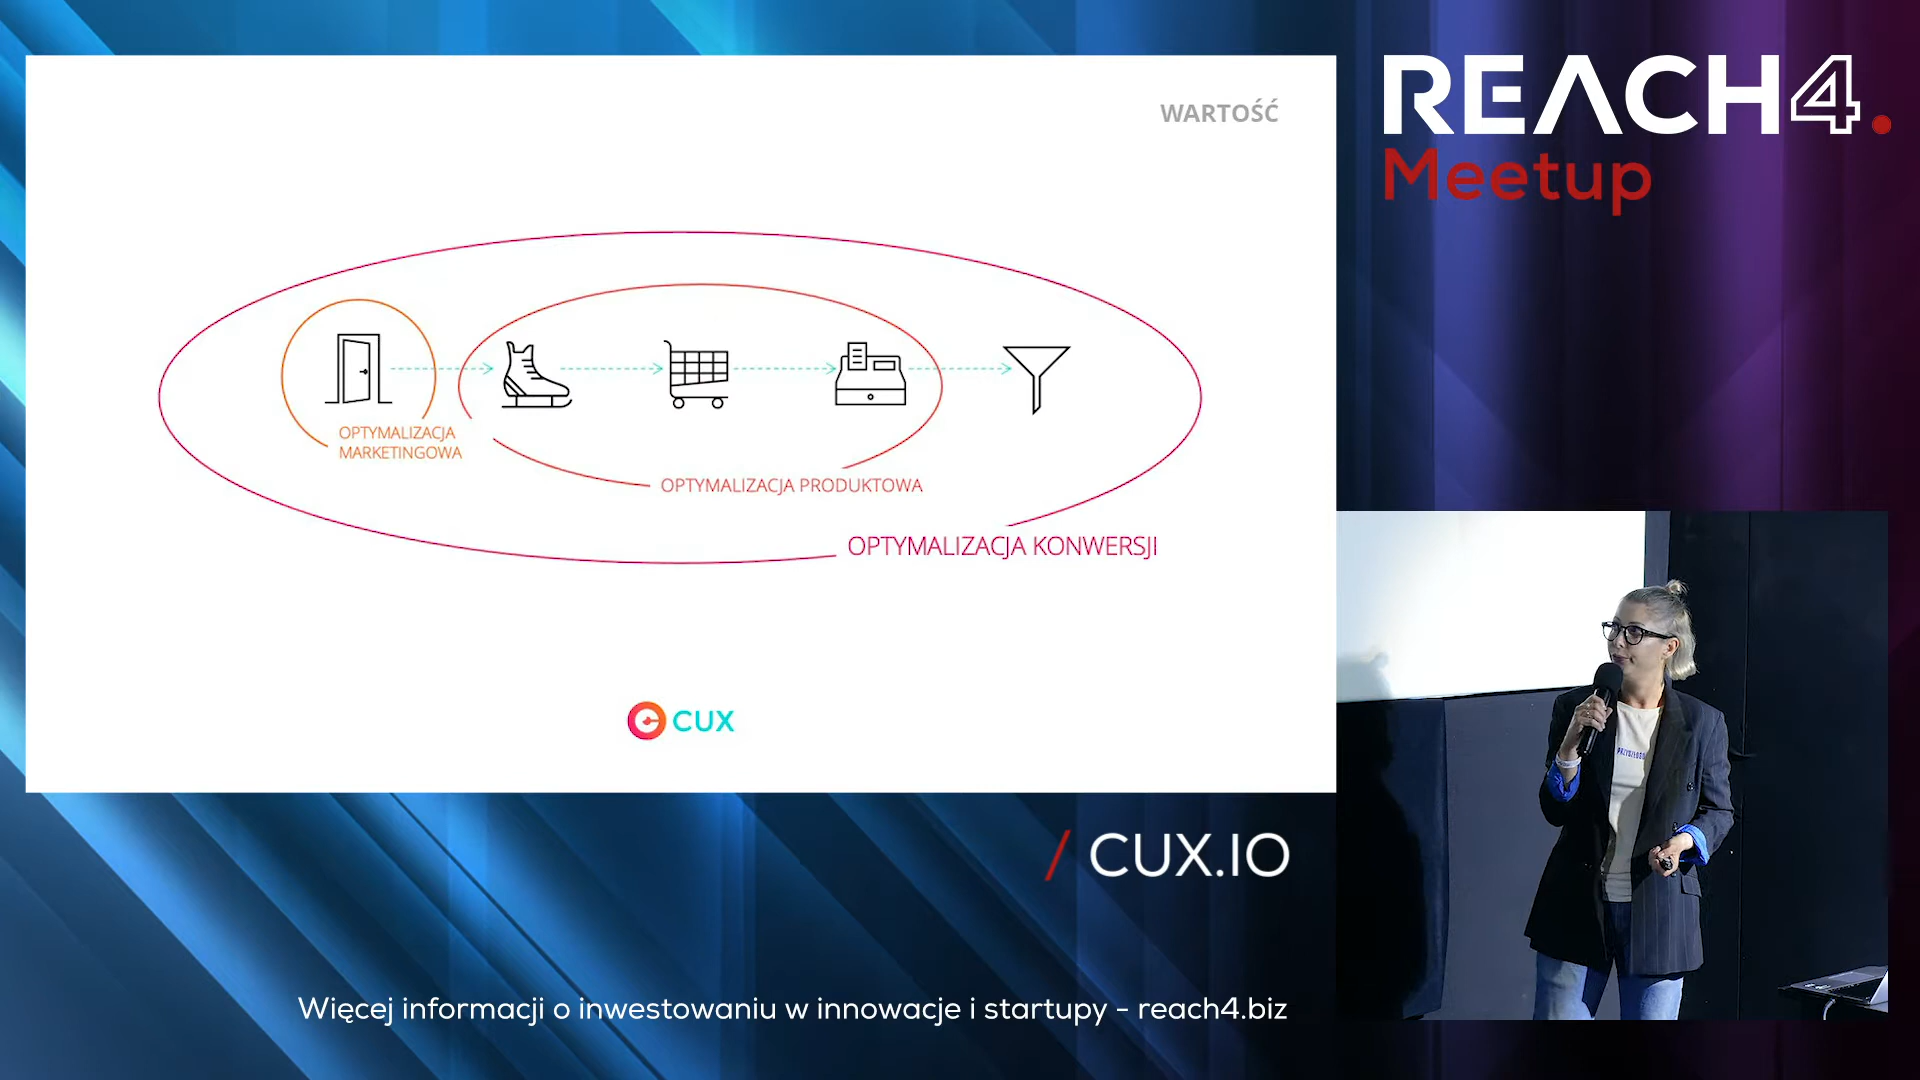 WARTOŚĆ
OPTYMALIZACJA
MARKETINGOWA
OPTYMALIZACJA PRODUKTOWA
OPTYMALIZACJA KONWERSJI
CUX
REACH4.
Meetup
/ CUX.IO
Więcej informacji o inwestowaniu w innowacje i startupy - reach4.biz